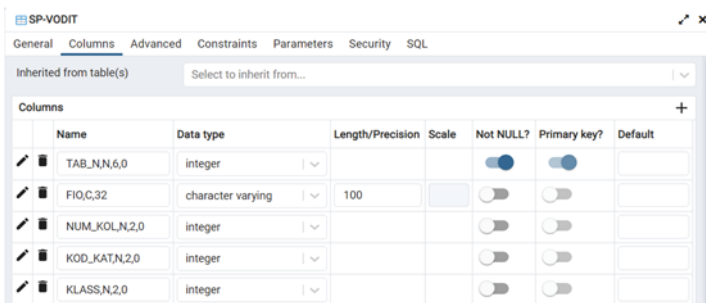 SP-VODIT
General Columns Advanced Constraints Parameters Security SQL
Inherited from table(s) Select to inherit from...
Columns
Name Data type Length/Precision Scale Not NULL? Primary key? Default
TAB_N,N,6,0 integer
FIO,C,32 character varying 100
NUM_KOL,N,2,0 integer
KOD_KAT,N,2,0 integer
KLASS,N,2,0 integer